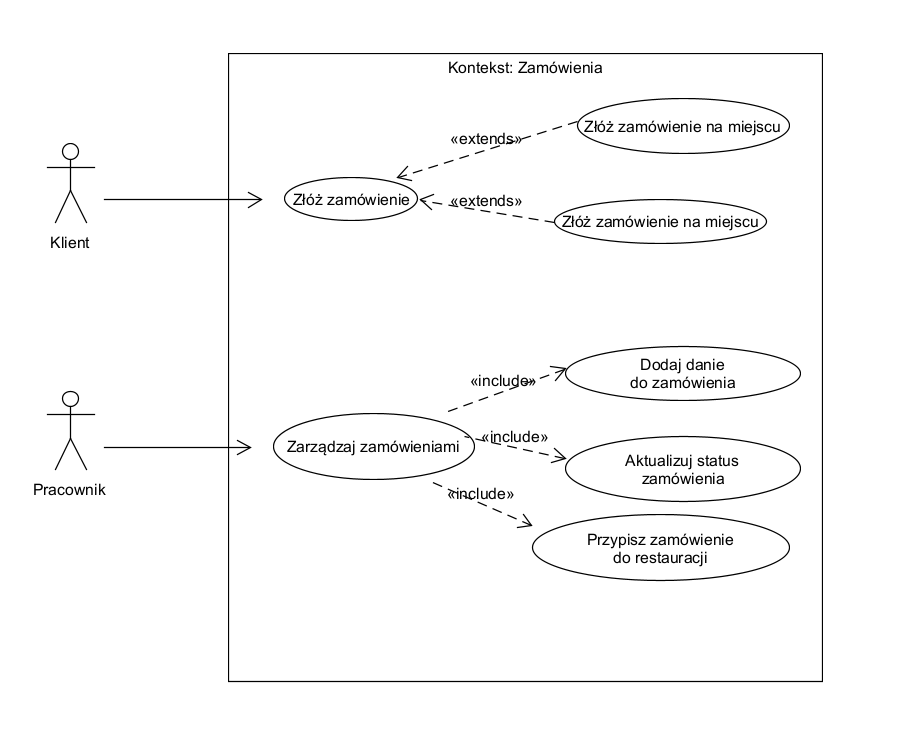 Kontekst: Zamówienia
Złóż zamówienie na miejscu
«extends»
Klient
Złóż zamówienie
«extends»
Złóż zamówienie na miejscu
Dodaj danie
do zamówienia
«include»
Pracownik
Zarządzaj zamówieniami
«include»
Aktualizuj status
zamówienia
«include»
Przypisz zamówienie
do restauracji